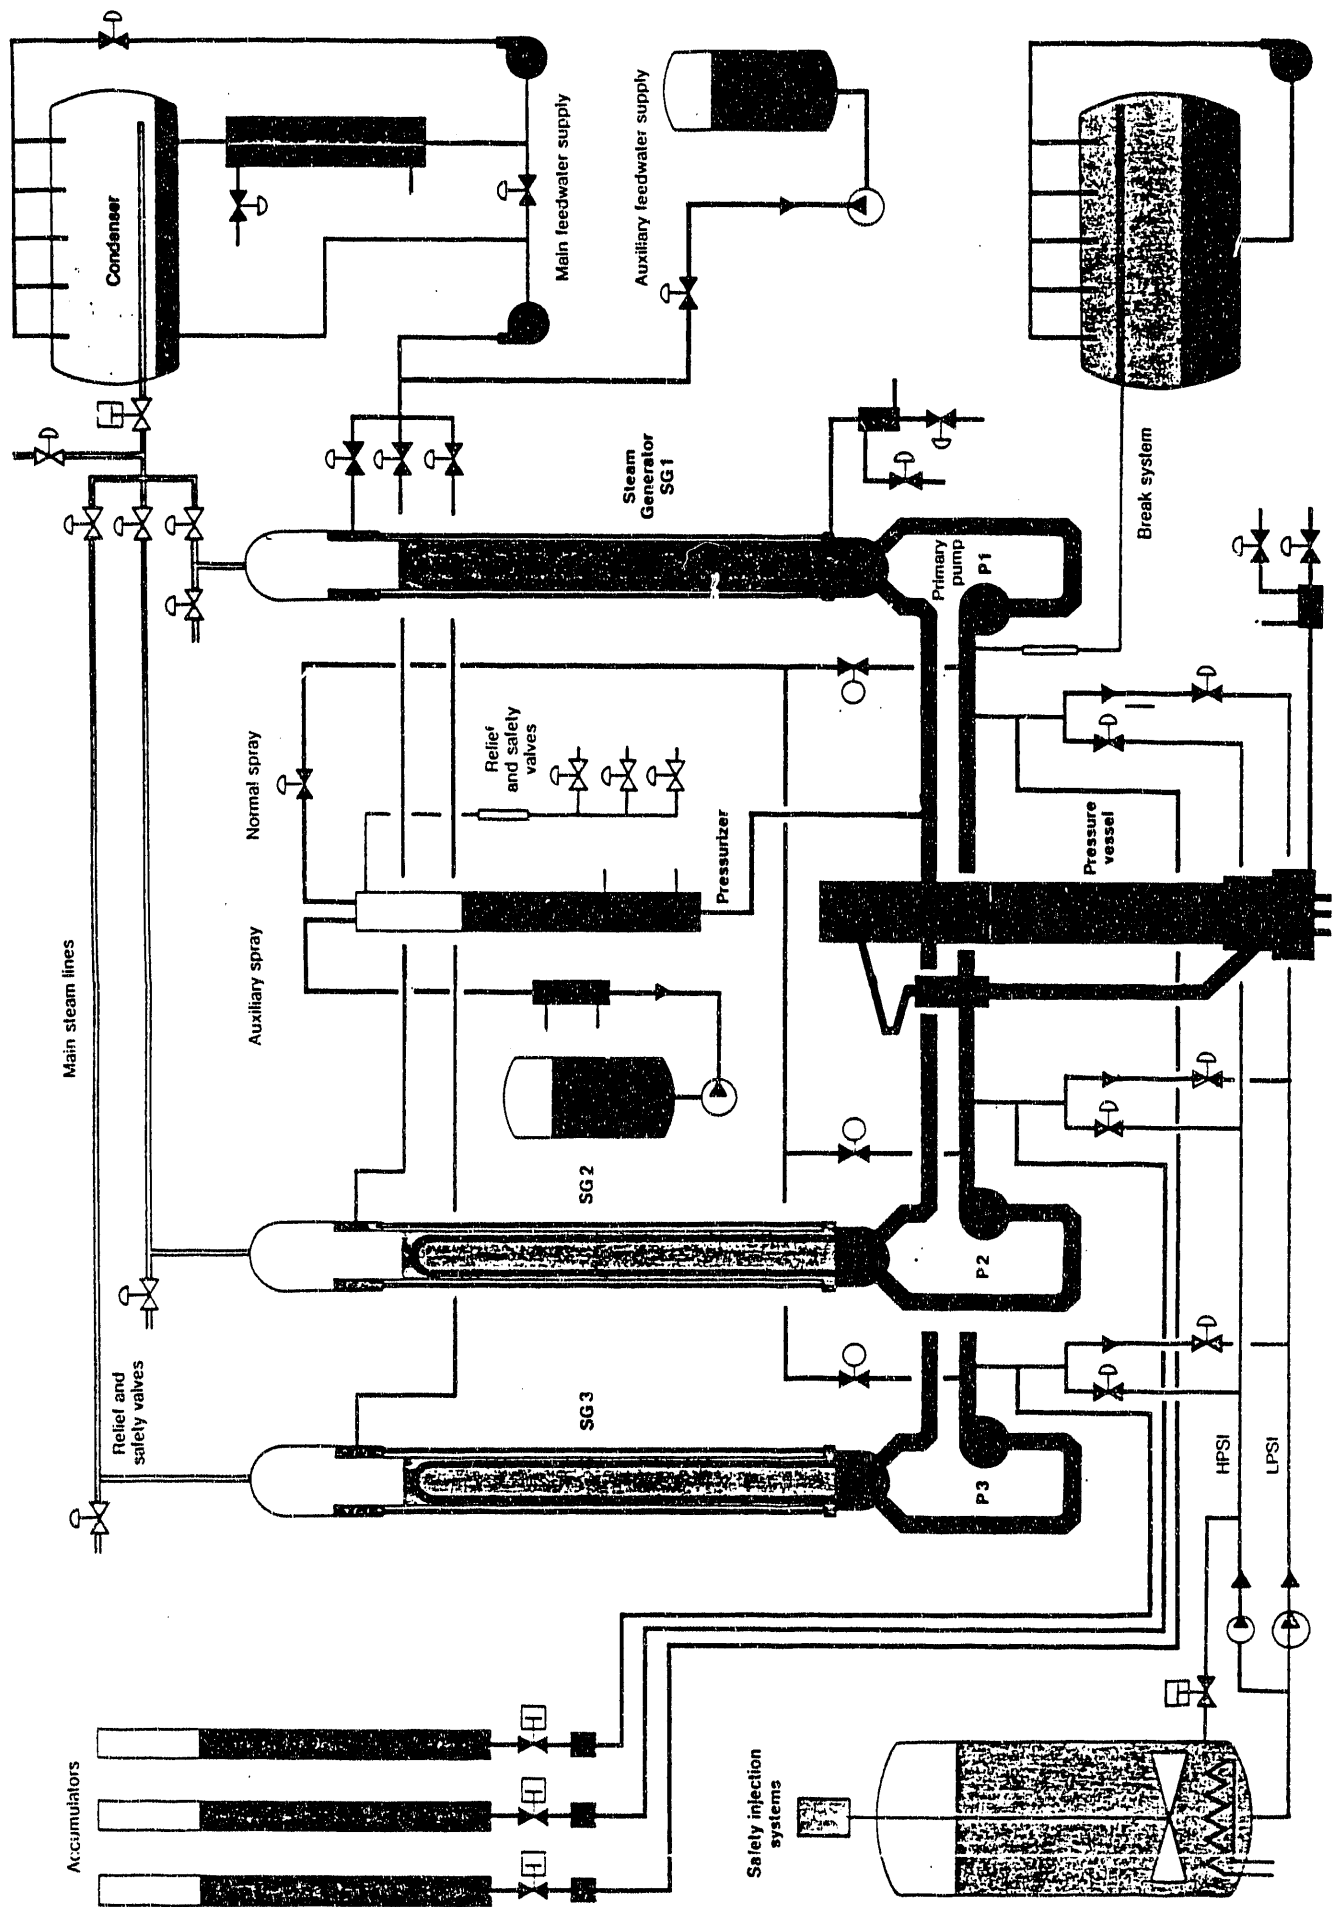 Condenser
Main feedwater supply
Auxiliary feedwater supply
Steam
Generator
SG1
Primary
pump
P1
Break system
Normal spray
Relief
and safety
valves
Pressurizer
Pressure
vessel
Main steam lines
Auxiliary spray
SG2
P2
Relief and
safety valves
SG3
P3
HPSI
LPSI
Accumulators
Safety injection
systems